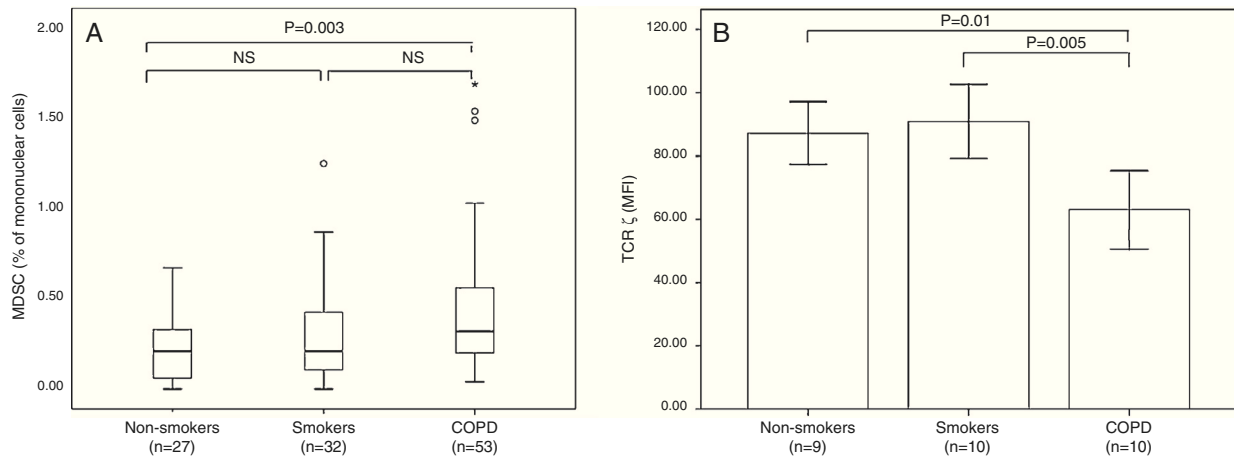 A
P=0.003
NS
NS
*
MDSC (% of mononuclear cells)
2.00
1.50
1.00
0.50
0.00
Non-smokers
(n=27)
Smokers
(n=32)
COPD
(n=53)
B
P=0.01
P=0.005
TCR ζ (MFI)
120.00
100.00
80.00
60.00
40.00
20.00
0.00
Non-smokers
(n=9)
Smokers
(n=10)
COPD
(n=10)